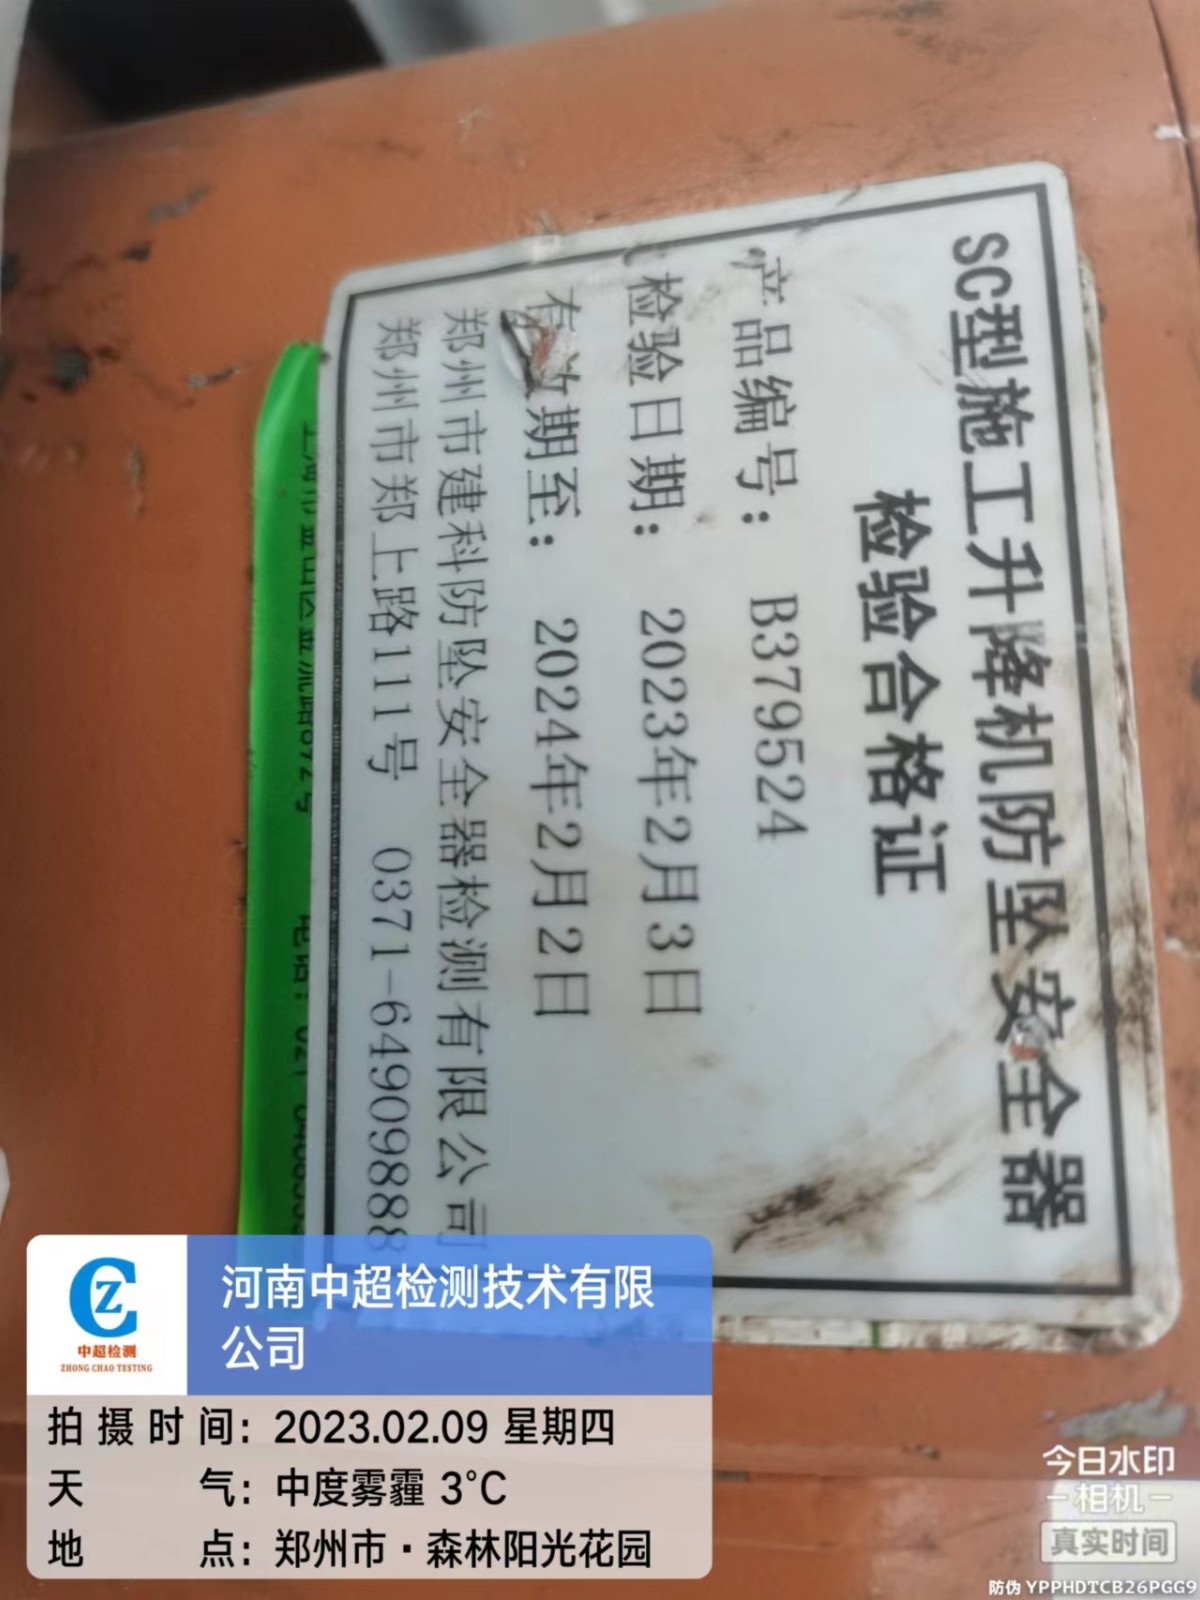 SC型施工升降机防坠安全器
检验合格证
产品编号： B379524
检验日期： 2023年2月3日
有效期至： 2024年2月2日
郑州市建科防坠安全器检测有限公司
郑州市郑上路111号 0371-64909888
电话：021
CZ
中超检测
ZHONG CHAO TESTING
河南中超检测技术有限
公司
拍摄时间：2023.02.09 星期四
天气：中度雾霾 3℃
地点：郑州市·森林阳光花园
今日水印
相机
真实时间
防伪 YPPHDTCB26PGG9